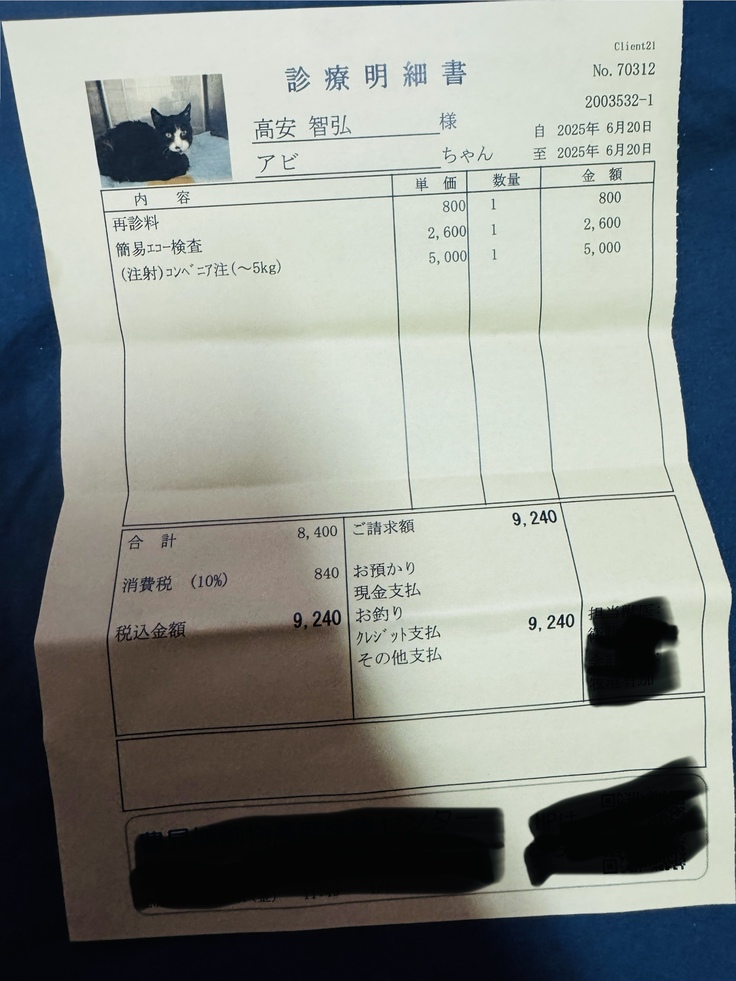 Client21
診療明細書
No.70312
2003532-1
高安 智弘 様
自 2025年 6月20日
アビ ちゃん
至 2025年 6月20日
内 容 単 価 数量 金 額
再診料 800 1 800
簡易エコー検査 2,600 1 2,600
(注射)コンベニア注(～5kg) 5,000 1 5,000
合 計 8,400
消費税 (10%) 840
税込金額 9,240
ご請求額 9,240
お預かり
現金支払
お釣り
クレジット支払 9,240
その他支払